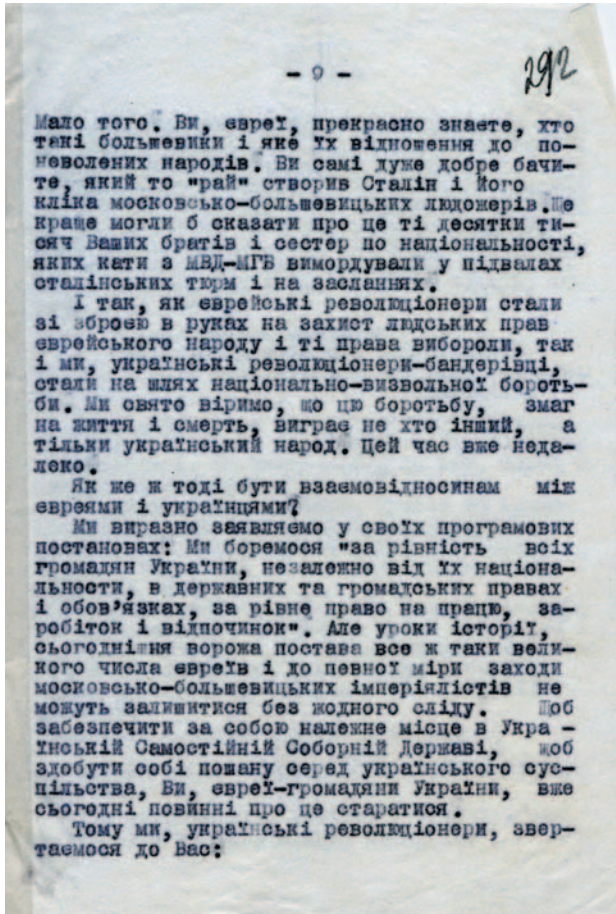 - 9 -
292
Мало того. Ви, євреї, прекрасно знаєте, хто
такі большевики і яке їх відношення до по-
неволених народів. Ви самі дуже добре бачи-
те, який то "рай" створив Сталін і його
кліка московсько-большевицьких людожерів.Ще
краще могли б сказати про це ті десятки ти-
сяч Ваших братів і сестер по національності,
яких кати з МВД-МГБ вимордували у підвалах
сталінських тюрм і на засланнях.
І так, як єврейські революціонери стали
зі зброєю в руках на захист людських прав
єврейського народу і ті права вибороли, так
і ми, українські революціонери-бандерівці,
стали на шлях національно-визвольної бороть-
би. Ми свято віримо, що цю боротьбу, змаг
на життя і смерть, виграє не хто інший, а
тільки український народ. Цей час вже неда-
леко.
Як же ж тоді бути взаємовідносинам між
євреями і українцями?
Ми виразно заявляємо у своїх програмових
постановах: Ми боремося "за рівність всіх
громадян України, незалежно від їх націона-
льности, в державних та громадських правах
і обов'язках, за рівне право на працю, за-
робіток і відпочинок". Але уроки історії,
сьогоднішня ворожа постава все ж таки вели-
кого числа євреїв і до певної міри заходи
московсько-большевицьких імперіялістів не
можуть залишитися без жодного сліду. Щоб
забезпечити за собою належне місце в Укра -
їнській Самостійній Соборній Державі, щоб
здобути собі пошану серед українського сус-
пільства, Ви, євреї-громадяни України, вже
сьогодні повинні про це старатися.
Тому ми, українські революціонери, звер-
таємося до Вас: